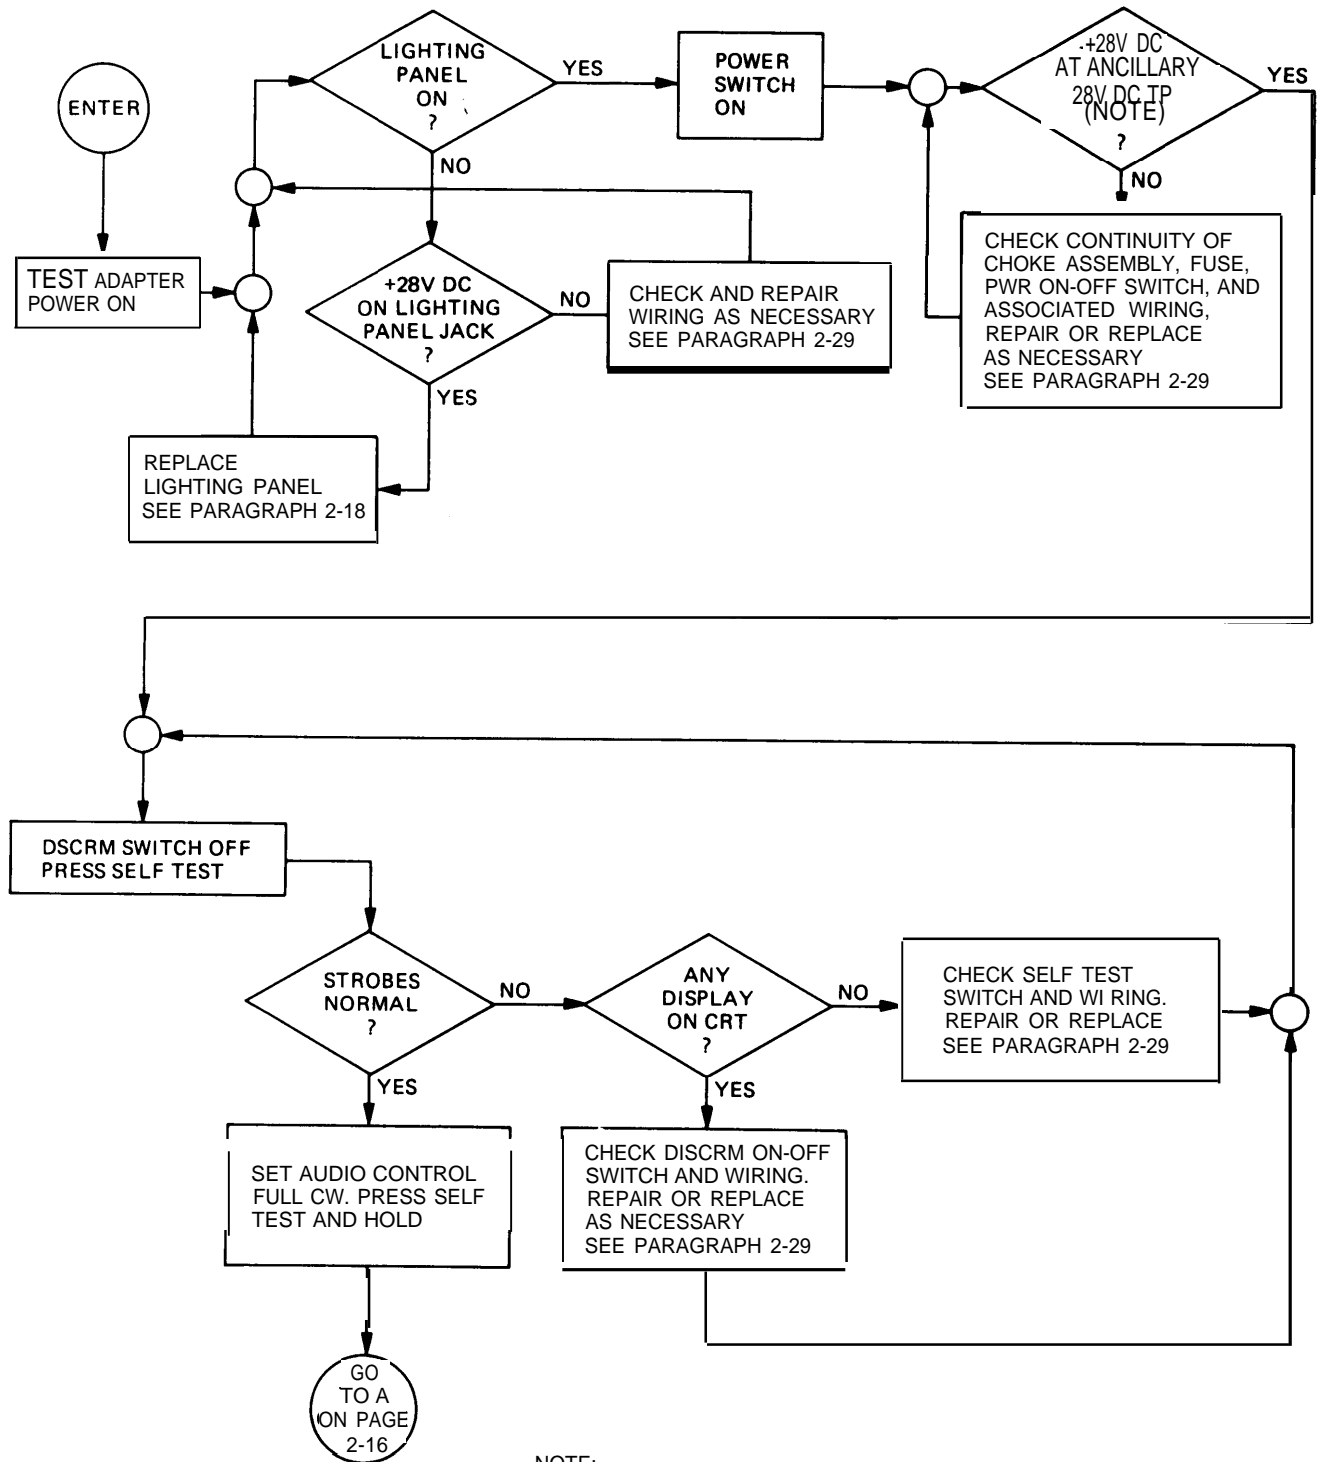 ENTER
TEST ADAPTER
POWER ON
LIGHTING
PANEL
ON
?
YES
NO
POWER
SWITCH
ON
+28V DC
AT ANCILLARY
28V DC TP
(NOTE)
?
YES
NO
CHECK CONTINUITY OF
CHOKE ASSEMBLY, FUSE,
PWR ON-OFF SWITCH, AND
ASSOCIATED WIRING,
REPAIR OR REPLACE
AS NECESSARY
SEE PARAGRAPH 2-29
+28V DC
ON LIGHTING
PANEL JACK
?
NO
YES
CHECK AND REPAIR
WIRING AS NECESSARY
SEE PARAGRAPH 2-29
REPLACE
LIGHTING PANEL
SEE PARAGRAPH 2-18
DSCRM SWITCH OFF
PRESS SELF TEST
STROBES
NORMAL
?
NO
YES
ANY
DISPLAY
ON CRT
?
NO
YES
CHECK SELF TEST
SWITCH AND WI RING.
REPAIR OR REPLACE
SEE PARAGRAPH 2-29
SET AUDIO CONTROL
FULL CW. PRESS SELF
TEST AND HOLD
CHECK DISCRM ON-OFF
SWITCH AND WIRING.
REPAIR OR REPLACE
AS NECESSARY
SEE PARAGRAPH 2-29
GO
TO A
ON PAGE
2-16
NOTE: